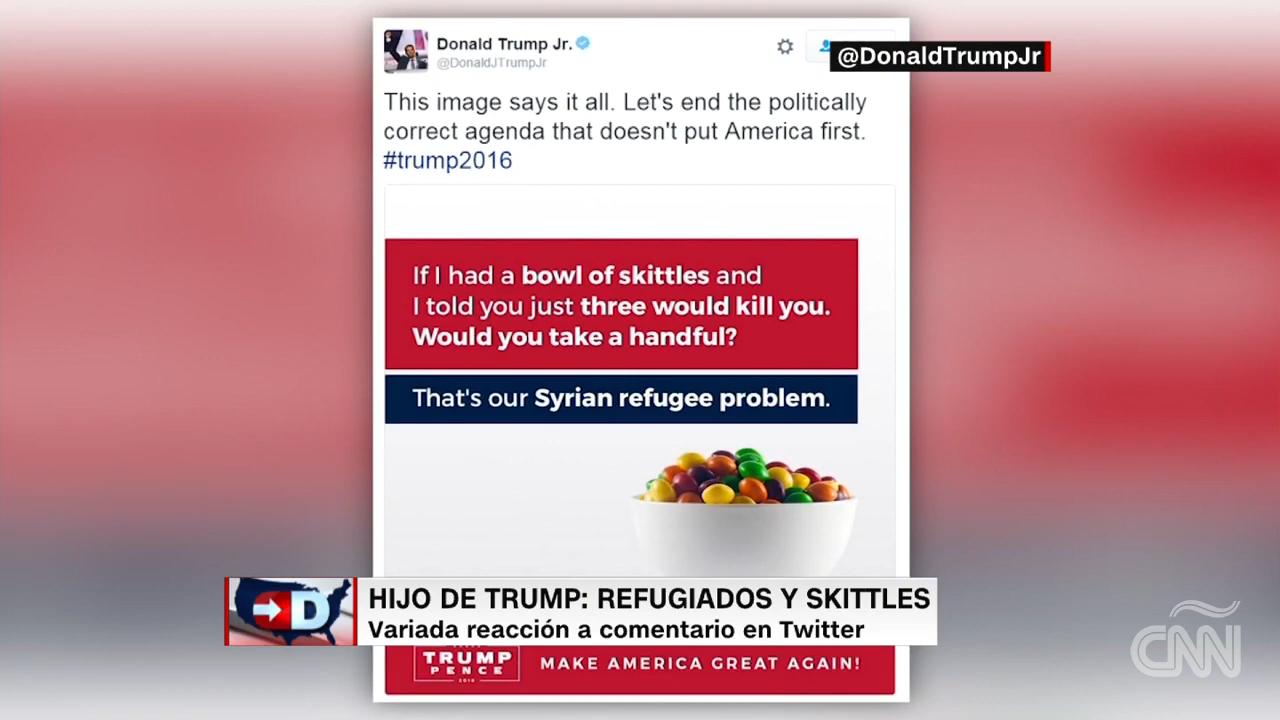 Donald Trump Jr.
@DonaldJTrumpJr
@DonaldTrumpJr
This image says it all. Let's end the politically
correct agenda that doesn't put America first.
#trump2016
If I had a bowl of skittles and
I told you just three would kill you.
Would you take a handful?
That's our Syrian refugee problem.
D
HIJO DE TRUMP: REFUGIADOS Y SKITTLES
Variada reacción a comentario en Twitter
TRUMP
PENCE
2016
MAKE AMERICA GREAT AGAIN!
CNN